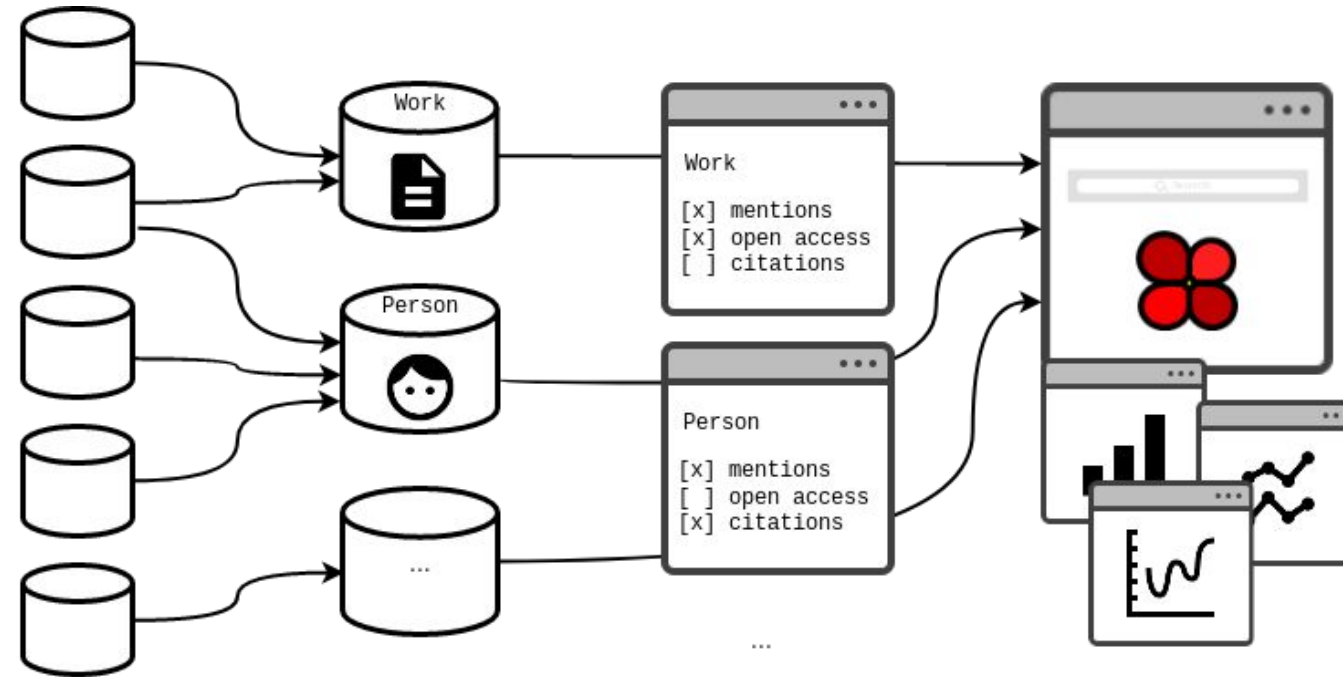 Work
Work
[x] mentions
[x] open access
[ ] citations
Person
Person
[x] mentions
[ ] open access
[x] citations
...
...